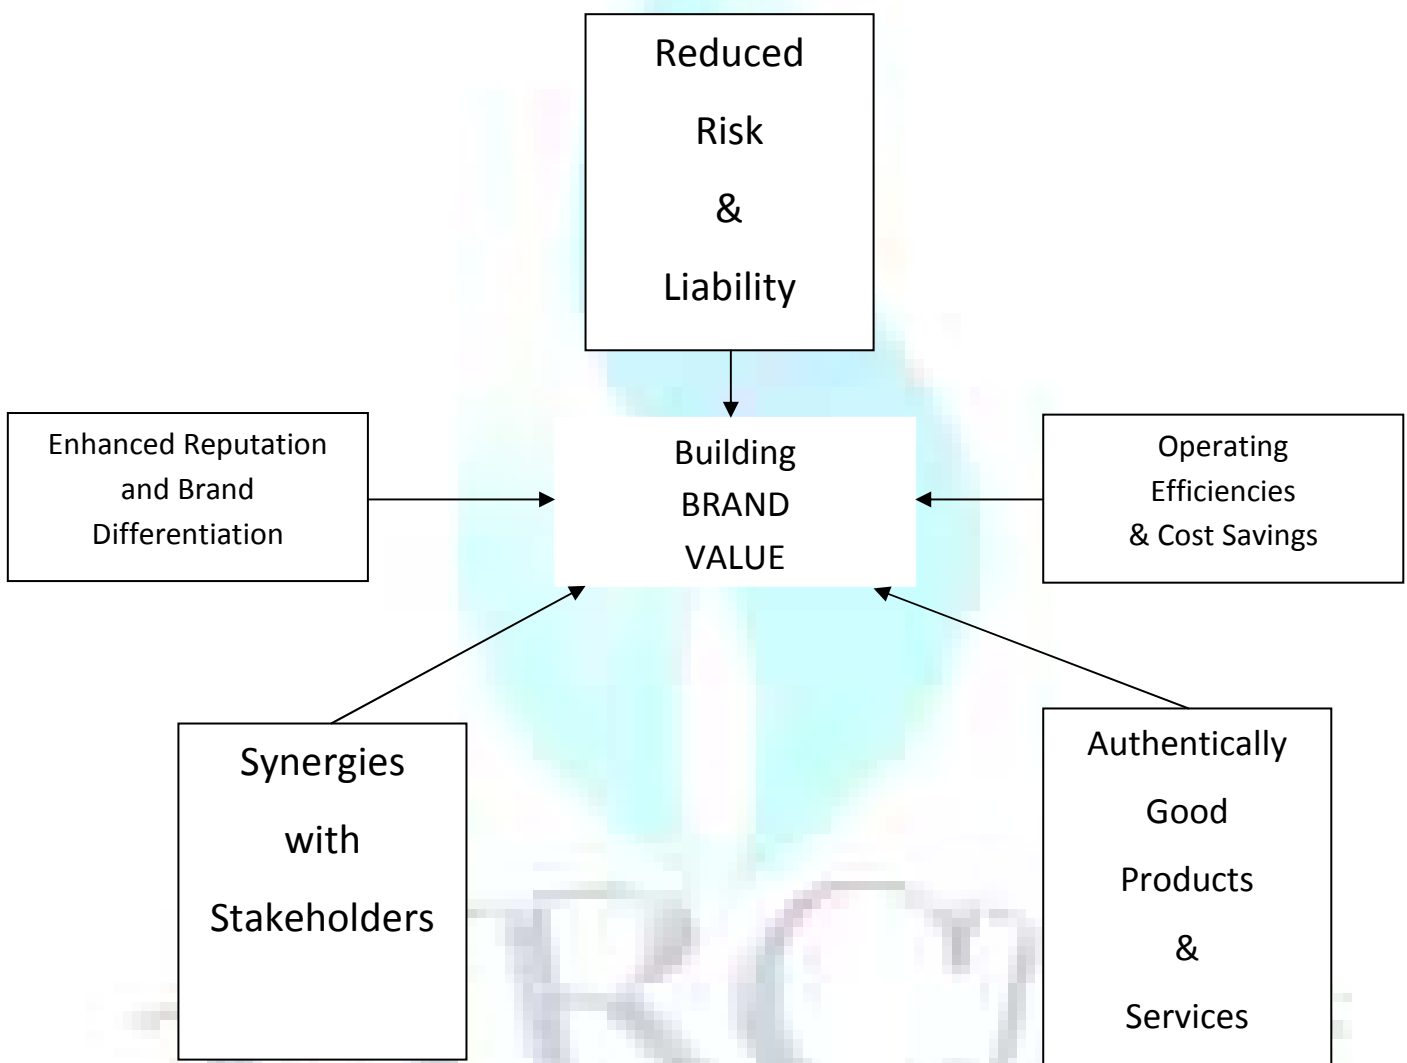 Reduced
Risk
&
Liability
Enhanced Reputation
and Brand
Differentiation
Building
BRAND
VALUE
Operating
Efficiencies
& Cost Savings
Synergies
with
Stakeholders
Authentically
Good
Products
&
Services